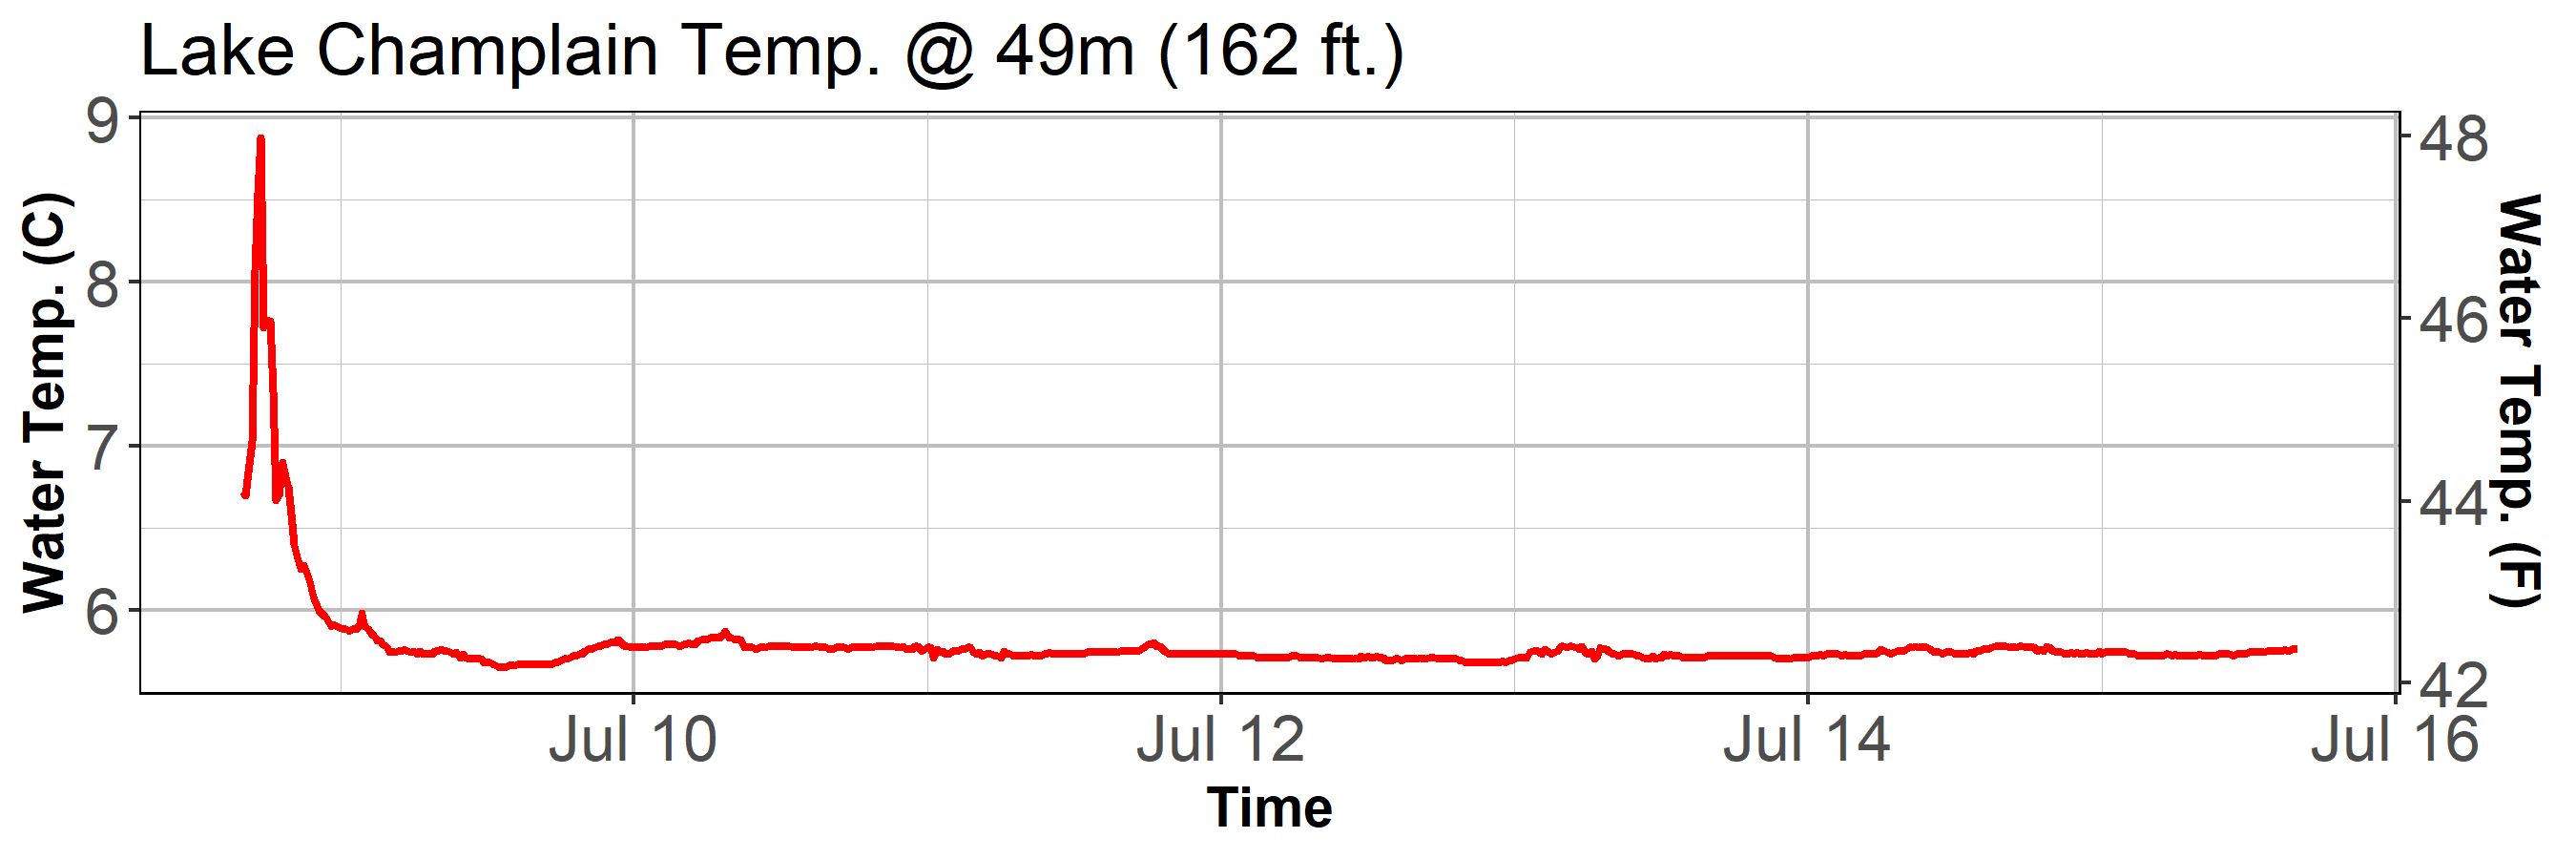 Lake Champlain Temp. @ 49m (162 ft.)
Water Temp. (C)
9
8
7
6
48
46
44
42
Water Temp. (F)
Jul 10 Jul 12 Jul 14 Jul 16
Time